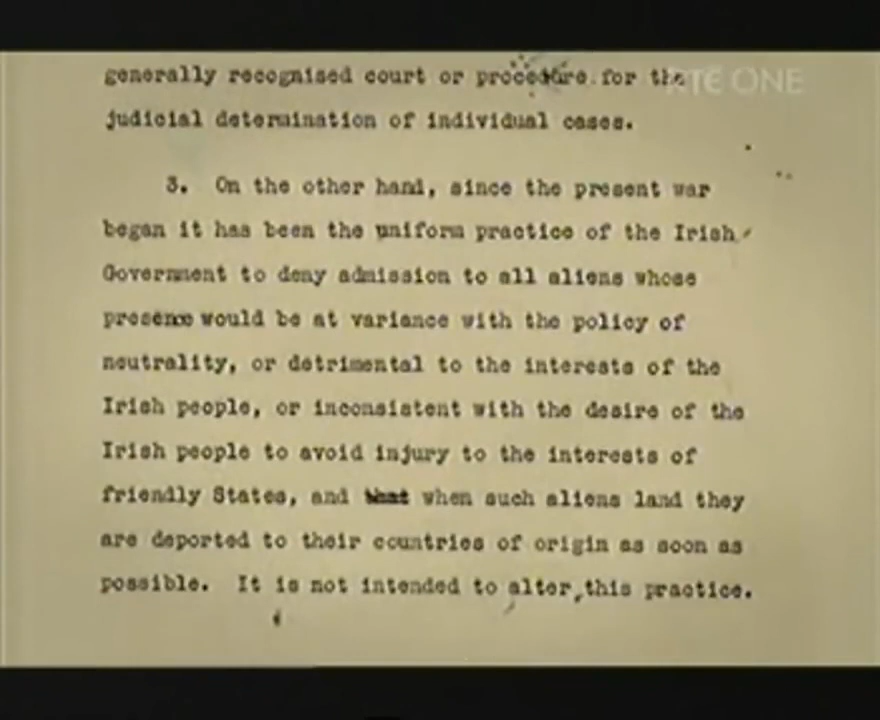 generally recognised court or procedure for the
RTÉ ONE
judicial determination of individual cases.
3. On the other hand, since the present war
began it has been the uniform practice of the Irish
Government to deny admission to all aliens whose
presence would be at variance with the policy of
neutrality, or detrimental to the interests of the
Irish people, or inconsistent with the desire of the
Irish people to avoid injury to the interests of
friendly States, and that when such aliens land they
are deported to their countries of origin as soon as
possible. It is not intended to alter, this practice.